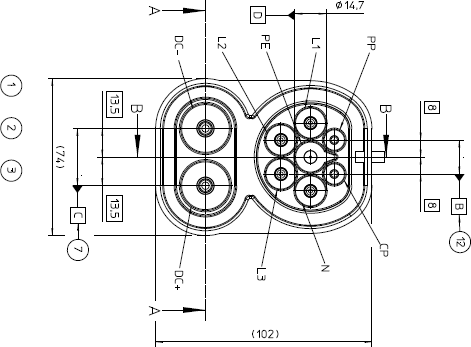 A
D
ø14,7
DC-
L2
PE
L1
PP
1
13.5
B
B
8
2
(74)
3
13.5
8
C
B
7
12
CP
N
L3
DC+
A
(102)